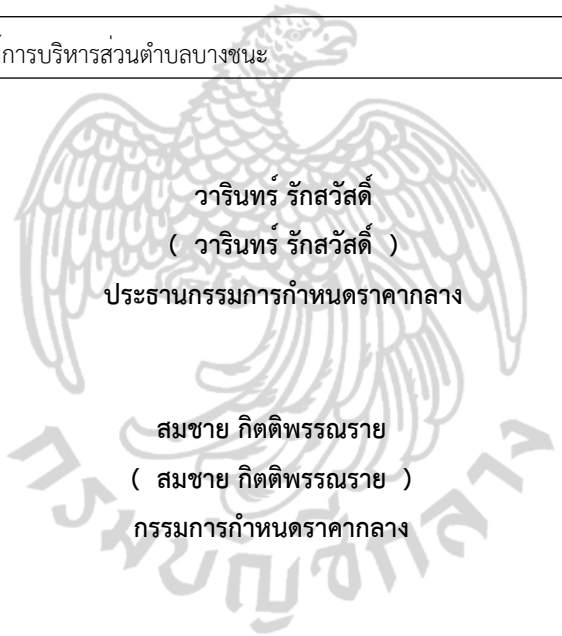 การบริหารส่วนตำบลบางชนะ
วารินทร์ รักสวัสดิ์
( วารินทร์ รักสวัสดิ์ )
ประธานกรรมการกำหนดราคากลาง
สมชาย กิตติพรรณราย
( สมชาย กิตติพรรณราย )
กรรมการกำหนดราคากลาง
กรมบัญชีกลาง